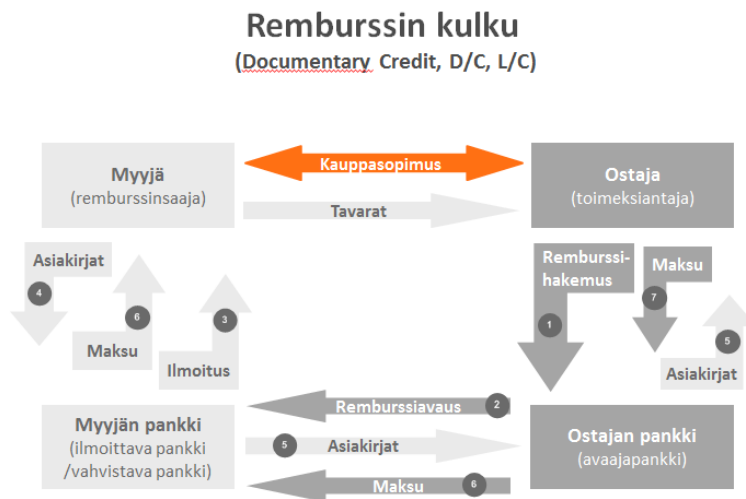 Remburssin kulku
(Documentary Credit, D/C, L/C)
Myyjä
(remburssinsaaja)
Kauppasopimus
Tavarat
Ostaja
(toimeksiantaja)
Asiakirjat
4
6
Maksu
3
Ilmoitus
Remburssi-
hakemus
1
Maksu
7
5
Asiakirjat
Myyjän pankki
(ilmoittava pankki
/vahvistava pankki)
Remburssiavaus
2
5
Asiakirjat
Maksu
6
Ostajan pankki
(avaajapankki)